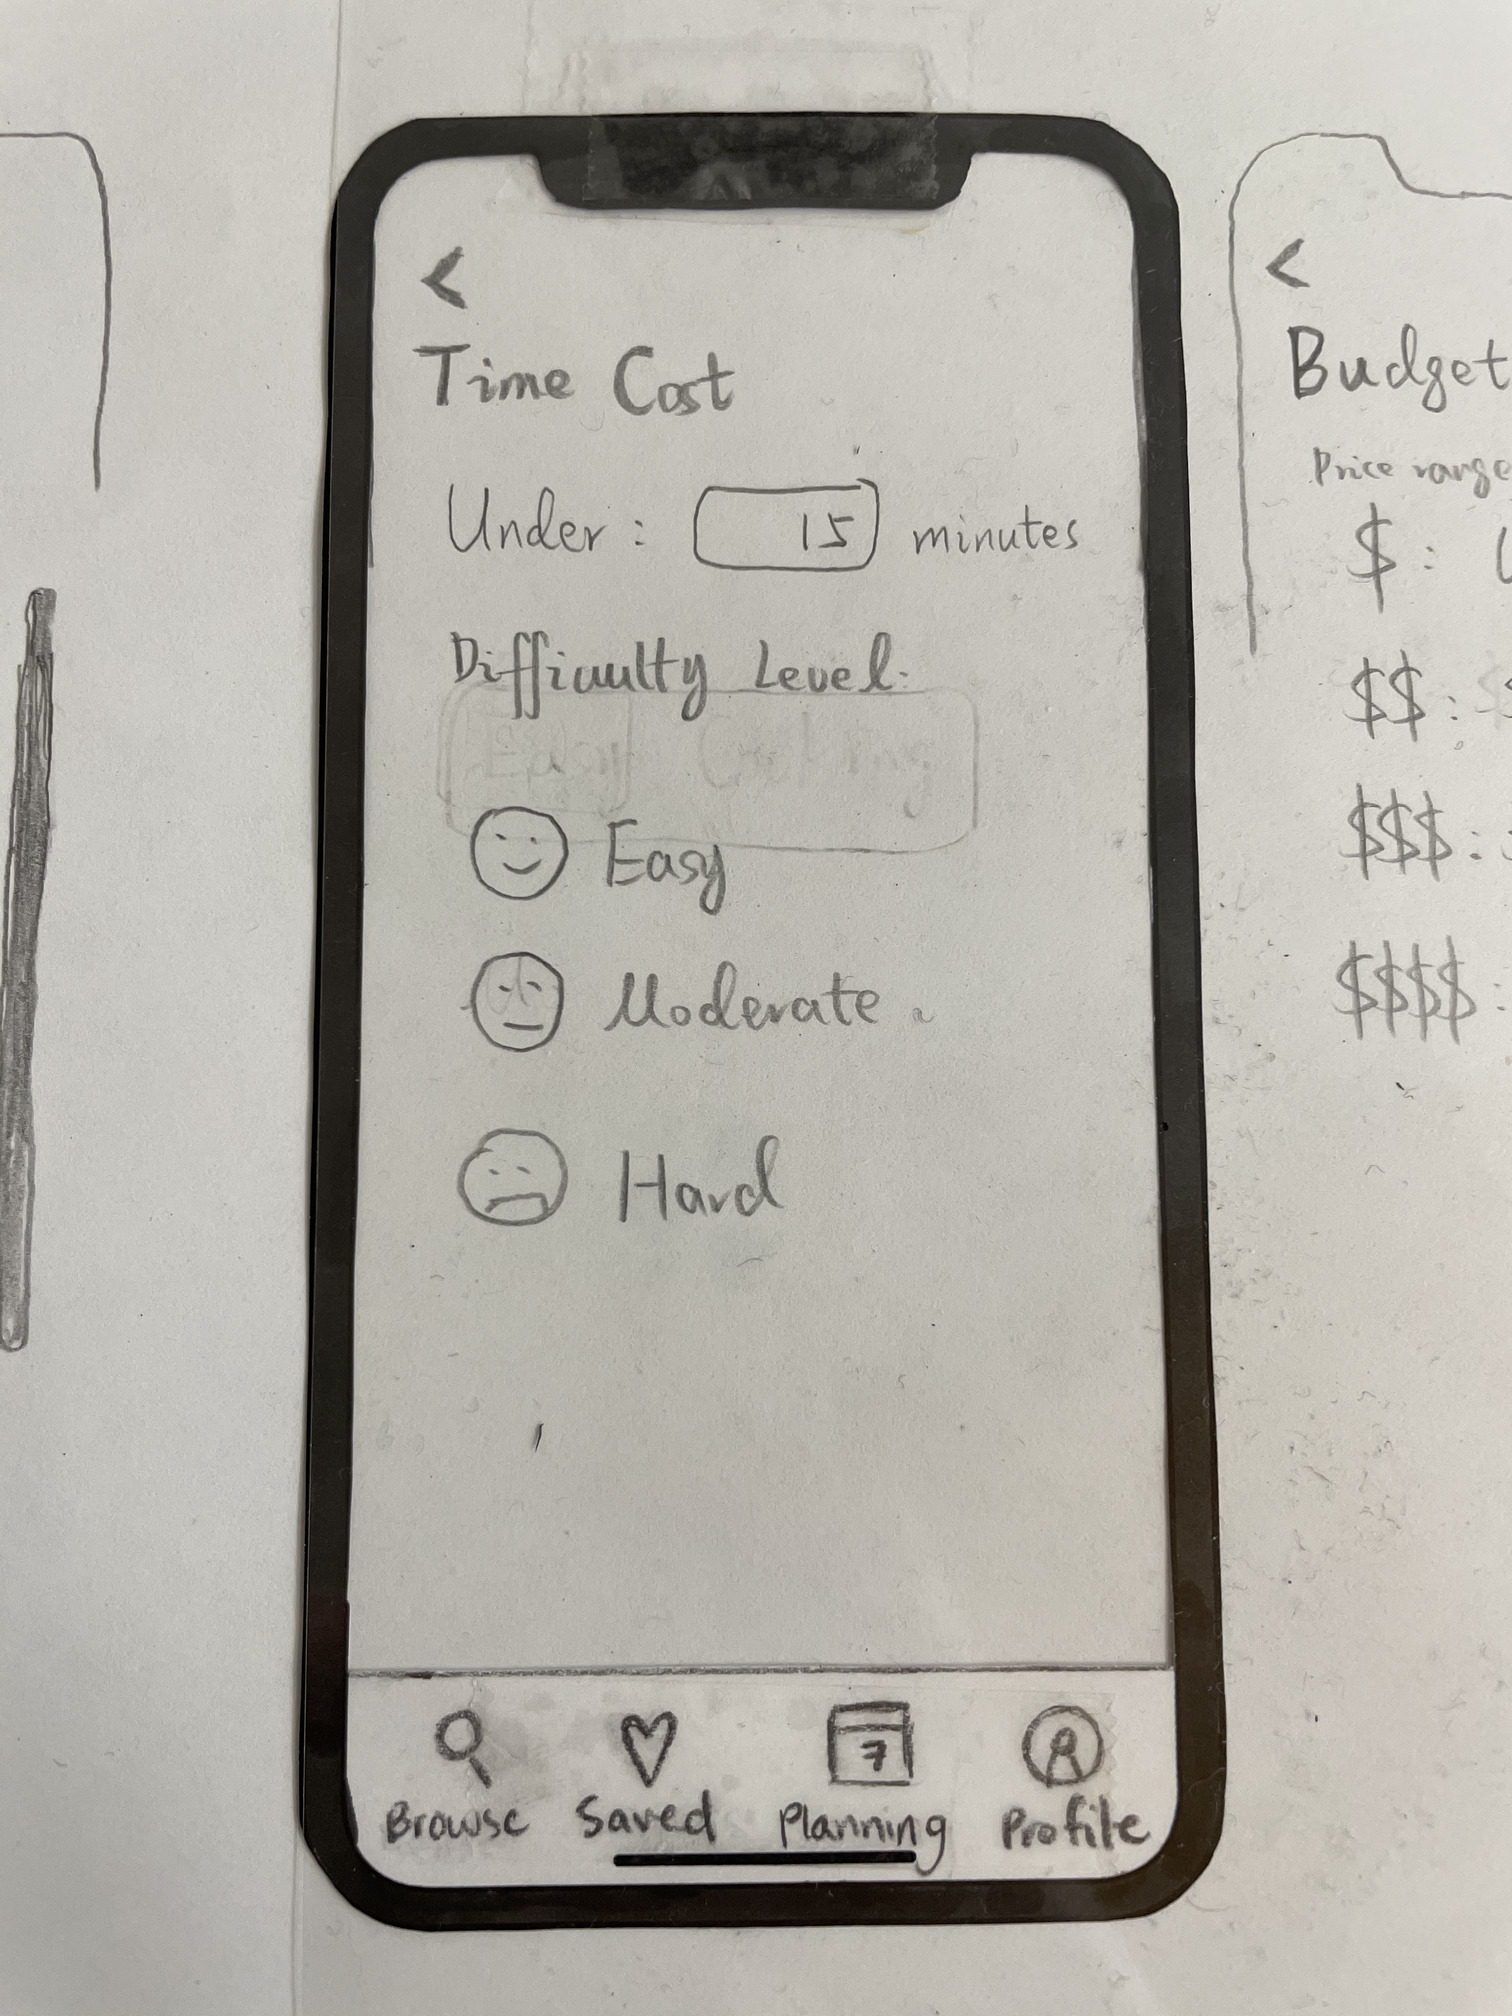 <
Time Cost
Under: 15 minutes
Difficulty Level:
Easy
Moderate
Hard
7
Browse Saved Planning Profile
<
Budget
Price range
$:
$$:
$$$:
$$$$: